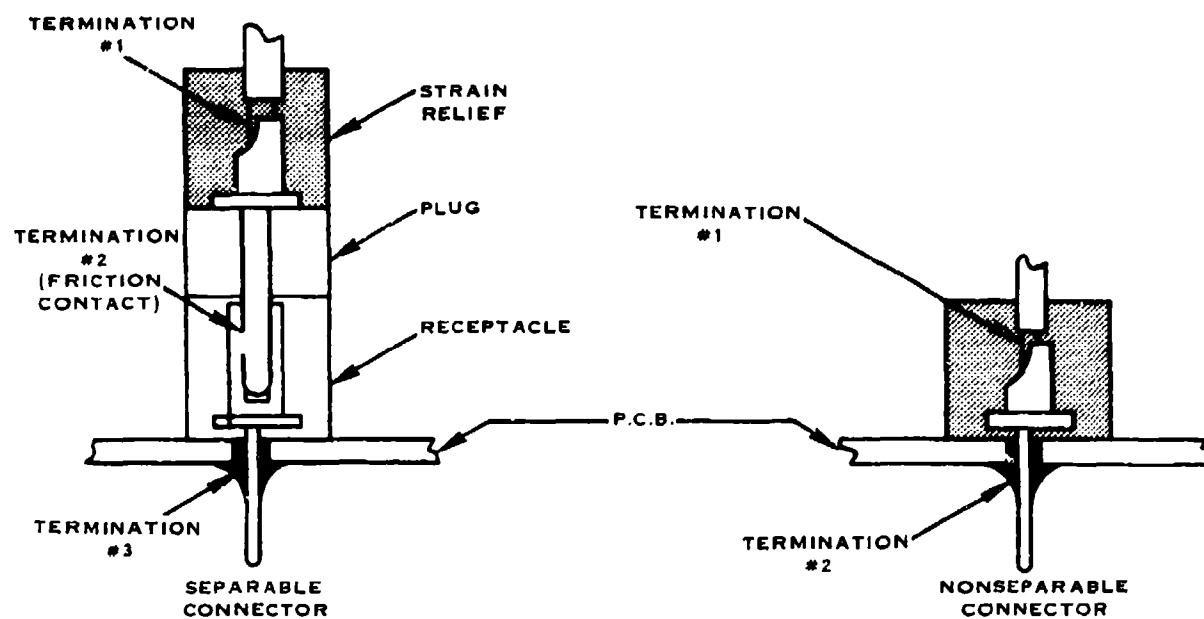 TERMINATION
#1
STRAIN
RELIEF
PLUG
TERMINATION
#2
(FRICTION
CONTACT)
RECEPTACLE
TERMINATION
#3
SEPARABLE
CONNECTOR
P.C.B.
TERMINATION
#1
TERMINATION
#2
NONSEPARABLE
CONNECTOR